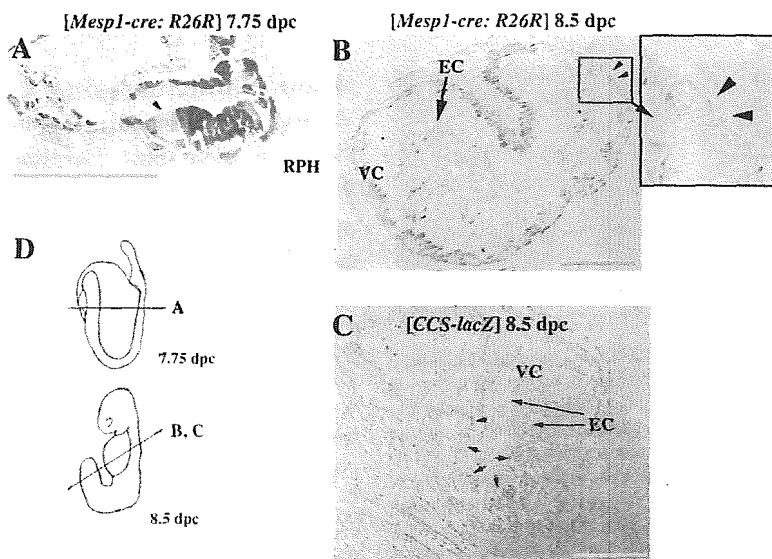 [Mesp1-cre: R26R] 7.75 dpc
A
RPH
[Mesp1-cre: R26R] 8.5 dpc
B
EC
VC
D
A
7.75 dpc
B, C
8.5 dpc
[CCS-lacZ] 8.5 dpc
C
VC
EC